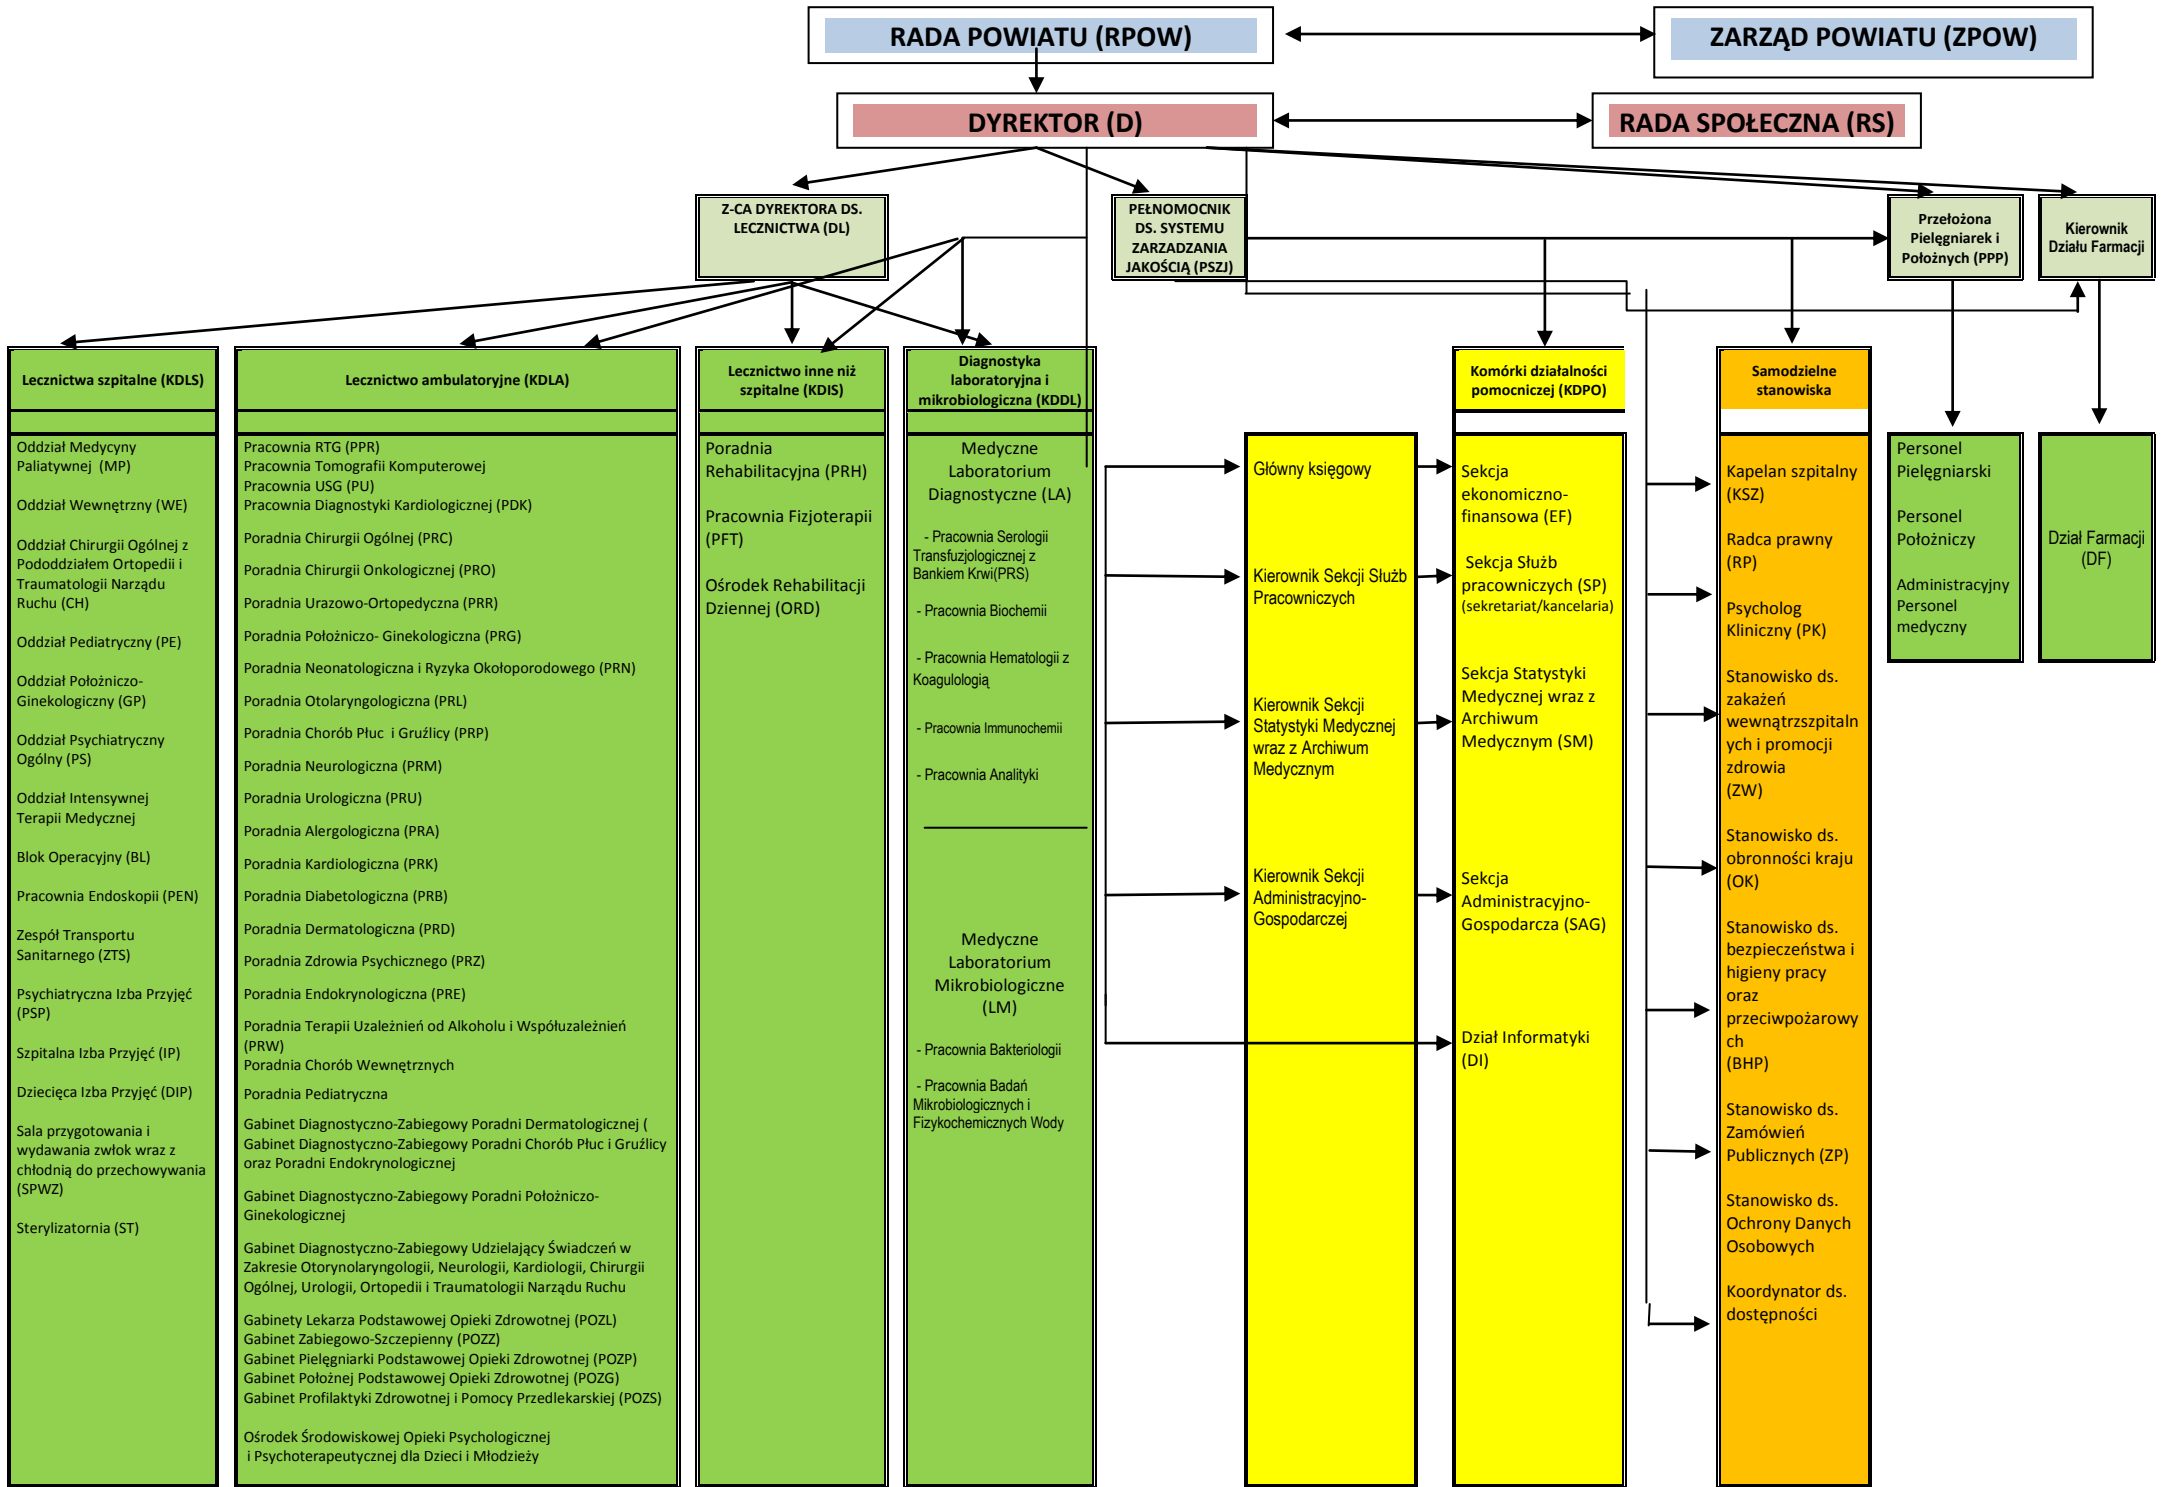 RADA POWIATU (RPOW)
ZARZĄD POWIATU (ZPOW)
DYREKTOR (D)
RADA SPOŁECZNA (RS)
Z-CA DYREKTORA DS.
LECZNICTWA (DL)
PEŁNOMOCNIK
DS. SYSTEMU
ZARZADZANIA
JAKOŚCIĄ (PSZJ)
Przełożona
Pielęgniarek i
Położnych (PPP)
Kierownik
Działu Farmacji
Lecznictwa szpitalne (KDLS)
Oddział Medycyny
Paliatywnej (MP)
Oddział Wewnętrzny (WE)
Oddział Chirurgii Ogólnej z
Pododdziałem Ortopedii i
Traumatologii Narządu
Ruchu (CH)
Oddział Pediatryczny (PE)
Oddział Położniczo-
Ginekologiczny (GP)
Oddział Psychiatryczny
Ogólny (PS)
Oddział Intensywnej
Terapii Medycznej
Blok Operacyjny (BL)
Pracownia Endoskopii (PEN)
Zespół Transportu
Sanitarnego (ZTS)
Psychiatryczna Izba Przyjęć
(PSP)
Szpitalna Izba Przyjęć (IP)
Dziecięca Izba Przyjęć (DIP)
Sala przygotowania i
wydawania zwłok wraz z
chłodnią do przechowywania
(SPWZ)
Sterylizatornia (ST)
Lecznictwo ambulatoryjne (KDLA)
Pracownia RTG (PPR)
Pracownia Tomografii Komputerowej
Pracownia USG (PU)
Pracownia Diagnostyki Kardiologicznej (PDK)
Poradnia Chirurgii Ogólnej (PRC)
Poradnia Chirurgii Onkologicznej (PRO)
Poradnia Urazowo-Ortopedyczna (PRR)
Poradnia Położniczo- Ginekologiczna (PRG)
Poradnia Neonatologiczna i Ryzyka Okołoporodowego (PRN)
Poradnia Otolaryngologiczna (PRL)
Poradnia Chorób Płuc i Gruźlicy (PRP)
Poradnia Neurologiczna (PRM)
Poradnia Urologiczna (PRU)
Poradnia Alergologiczna (PRA)
Poradnia Kardiologiczna (PRK)
Poradnia Diabetologiczna (PRB)
Poradnia Dermatologiczna (PRD)
Poradnia Zdrowia Psychicznego (PRZ)
Poradnia Endokrynologiczna (PRE)
Poradnia Terapii Uzależnień od Alkoholu i Współuzależnień
(PRW)
Poradnia Chorób Wewnętrznych
Poradnia Pediatryczna
Gabinet Diagnostyczno-Zabiegowy Poradni Dermatologicznej (
Gabinet Diagnostyczno-Zabiegowy Poradni Chorób Płuc i Gruźlicy
oraz Poradni Endokrynologicznej
Gabinet Diagnostyczno-Zabiegowy Poradni Położniczo-
Ginekologicznej
Gabinet Diagnostyczno-Zabiegowy Udzielający Świadczeń w
Zakresie Otorynolaryngologii, Neurologii, Kardiologii, Chirurgii
Ogólnej, Urologii, Ortopedii i Traumatologii Narządu Ruchu
Gabinety Lekarza Podstawowej Opieki Zdrowotnej (POZL)
Gabinet Zabiegowo-Szczepienny (POZZ)
Gabinet Pielęgniarki Podstawowej Opieki Zdrowotnej (POZP)
Gabinet Położnej Podstawowej Opieki Zdrowotnej (POZG)
Gabinet Profilaktyki Zdrowotnej i Pomocy Przedlekarskiej (POZS)
Ośrodek Środowiskowej Opieki Psychologicznej
i Psychoterapeutycznej dla Dzieci i Młodzieży
Lecznictwo inne niż
szpitalne (KDIS)
Poradnia
Rehabilitacyjna (PRH)
Pracownia Fizjoterapii
(PFT)
Ośrodek Rehabilitacji
Dziennej (ORD)
Diagnostyka
laboratoryjna i
mikrobiologiczna (KDDL)
Medyczne
Laboratorium
Diagnostyczne (LA)
- Pracownia Serologii
Transfuzjologicznej z
Bankiem Krwi(PRS)
- Pracownia Biochemii
- Pracownia Hematologii z
Koagulologią
- Pracownia Immunochemii
- Pracownia Analityki
Medyczne
Laboratorium
Mikrobiologiczne
(LM)
- Pracownia Bakteriologii
- Pracownia Badań
Mikrobiologicznych i
Fizykochemicznych Wody
Główny księgowy
Kierownik Sekcji Służb
Pracowniczych
Kierownik Sekcji
Statystyki Medycznej
wraz z Archiwum
Medycznym
Kierownik Sekcji
Administracyjno-
Gospodarczej
Komórki działalności
pomocniczej (KDPO)
Sekcja
ekonomiczno-
finansowa (EF)
Sekcja Służb
pracowniczych (SP)
(sekretariat/kancelaria)
Sekcja Statystyki
Medycznej wraz z
Archiwum
Medycznym (SM)
Sekcja
Administracyjno-
Gospodarcza (SAG)
Dział Informatyki
(DI)
Samodzielne
stanowiska
Kapelan szpitalny
(KSZ)
Radca prawny
(RP)
Psycholog
Kliniczny (PK)
Stanowisko ds.
zakażeń
wewnątrzszpitaln
ych i promocji
zdrowia
(ZW)
Stanowisko ds.
obronności kraju
(OK)
Stanowisko ds.
bezpieczeństwa i
higieny pracy
oraz
przeciwpożarowy
ch
(BHP)
Stanowisko ds.
Zamówień
Publicznych (ZP)
Stanowisko ds.
Ochrony Danych
Osobowych
Koordynator ds.
dostępności
Personel
Pielęgniarski
Personel
Położniczy
Administracyjny
Personel
medyczny
Dział Farmacji
(DF)